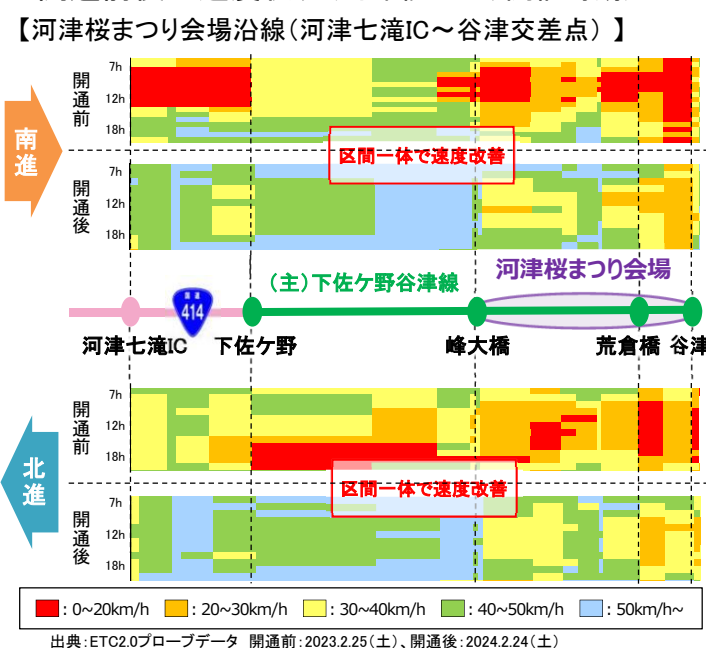 【河津桜まつり会場沿線（河津七滝IC～谷津交差点）】
南進
開通前
7h
12h
18h
区間一体で速度改善
開通後
7h
12h
18h
（主）下佐ケ野谷津線
河津桜まつり会場
国道
414
河津七滝IC 下佐ケ野 峰大橋 荒倉橋 谷津
北進
開通前
7h
12h
18h
区間一体で速度改善
開通後
7h
12h
18h
：0~20km/h ：20~30km/h ：30~40km/h ：40~50km/h ：50km/h~
出典：ETC2.0プローブデータ 開通前：2023.2.25（土）、開通後：2024.2.24（土）